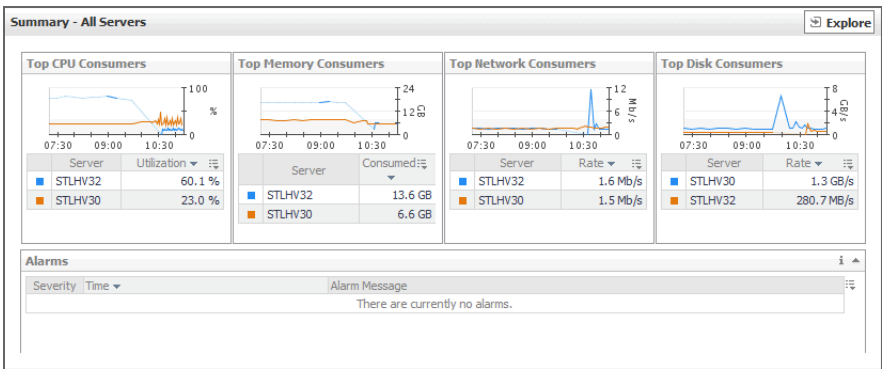 Summary - All Servers
Explore
Top CPU Consumers
100
%
0
07:30 09:00 10:30
Server Utilization
STLHV32 60.1 %
STLHV30 23.0 %
Top Memory Consumers
24
12
GB
0
07:30 09:00 10:30
Server Consumed
STLHV32 13.6 GB
STLHV30 6.6 GB
Top Network Consumers
12
6
Mb/s
0
07:30 09:00 10:30
Server Rate
STLHV32 1.6 Mb/s
STLHV30 1.5 Mb/s
Top Disk Consumers
8
4
GB/s
0
07:30 09:00 10:30
Server Rate
STLHV30 1.3 GB/s
STLHV32 280.7 MB/s
Alarms
i
Severity Time Alarm Message
There are currently no alarms.